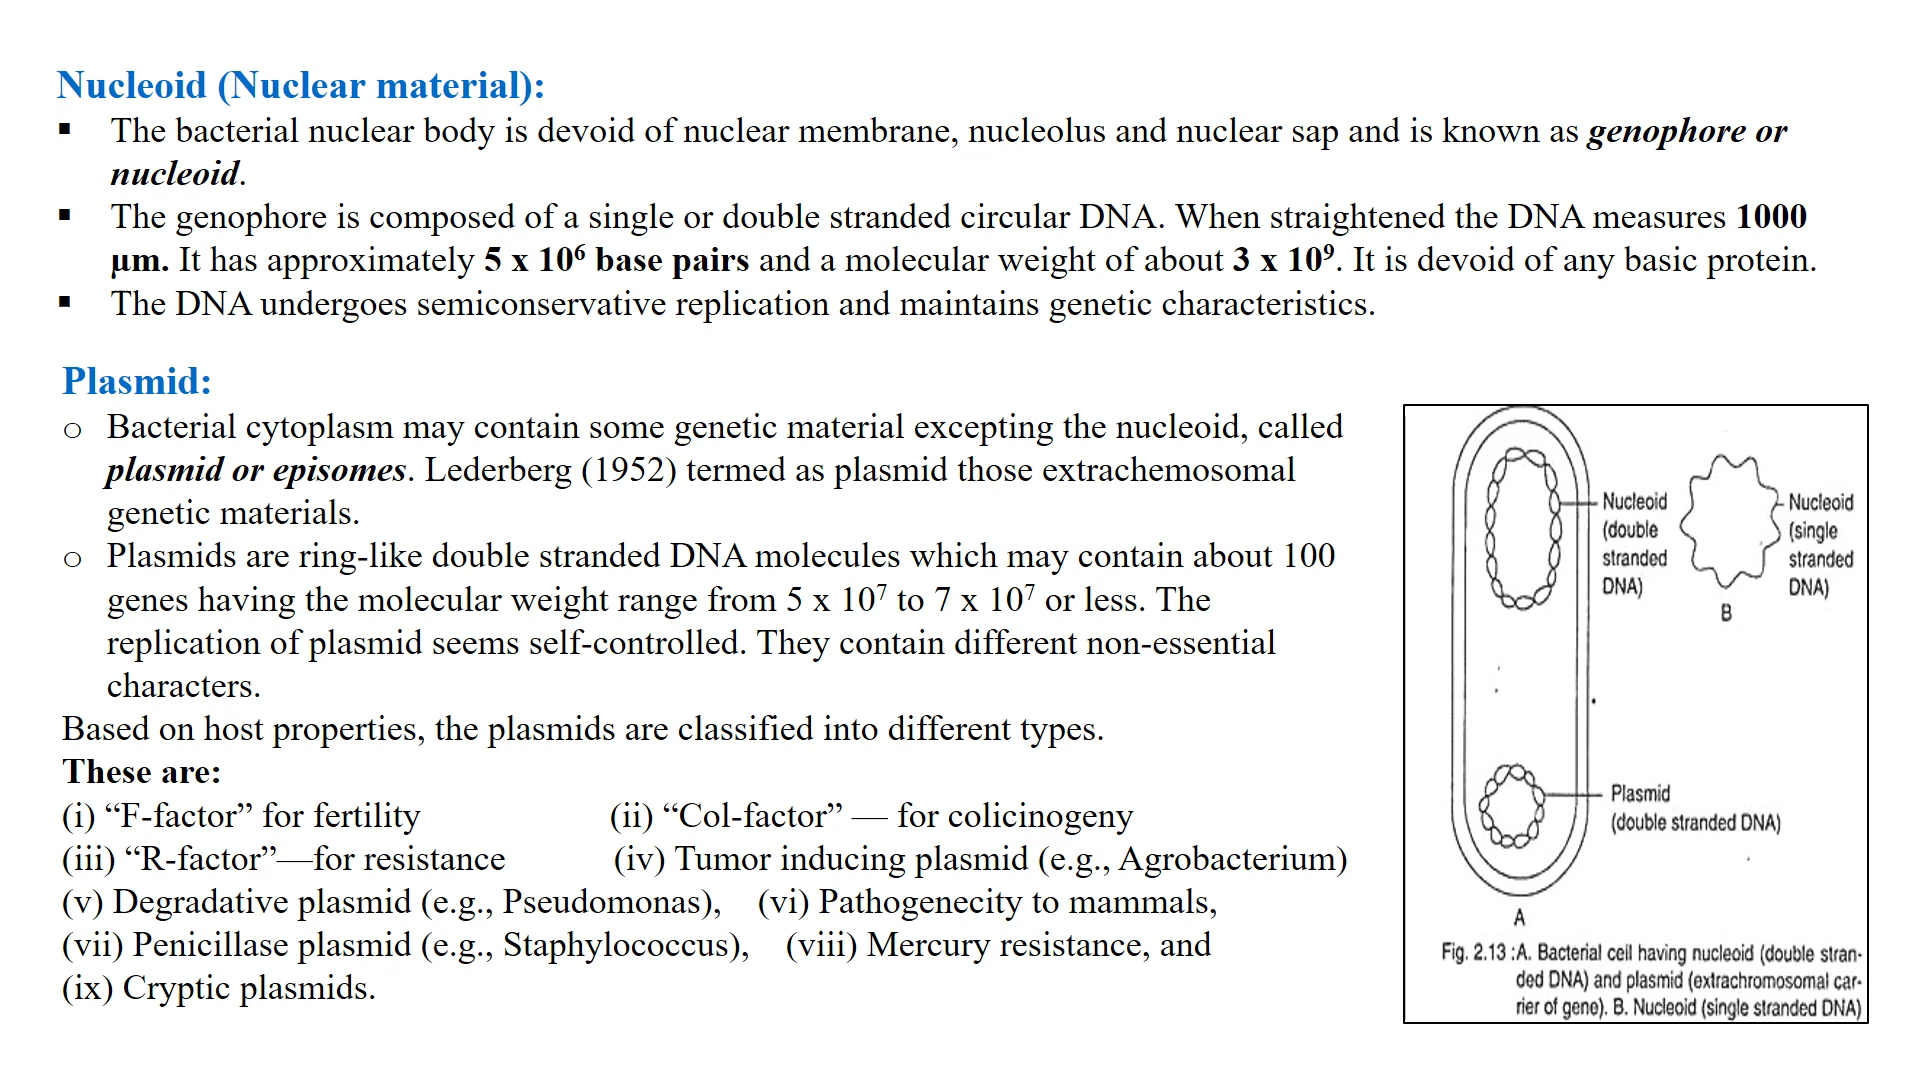 Nucleoid (Nuclear material):
▪ The bacterial nuclear body is devoid of nuclear membrane, nucleolus and nuclear sap and is known as genophore or
nucleoid.
▪ The genophore is composed of a single or double stranded circular DNA. When straightened the DNA measures 1000
µm. It has approximately 5 x 10⁶ base pairs and a molecular weight of about 3 x 10⁹. It is devoid of any basic protein.
▪ The DNA undergoes semiconservative replication and maintains genetic characteristics.
Plasmid:
o Bacterial cytoplasm may contain some genetic material excepting the nucleoid, called
plasmid or episomes. Lederberg (1952) termed as plasmid those extrachemosomal
genetic materials.
o Plasmids are ring-like double stranded DNA molecules which may contain about 100
genes having the molecular weight range from 5 x 10⁷ to 7 x 10⁷ or less. The
replication of plasmid seems self-controlled. They contain different non-essential
characters.
Based on host properties, the plasmids are classified into different types.
These are:
(i) “F-factor” for fertility (ii) “Col-factor” — for colicinogeny
(iii) “R-factor”—for resistance (iv) Tumor inducing plasmid (e.g., Agrobacterium)
(v) Degradative plasmid (e.g., Pseudomonas), (vi) Pathogenecity to mammals,
(vii) Penicillase plasmid (e.g., Staphylococcus), (viii) Mercury resistance, and
(ix) Cryptic plasmids.
Nucleoid
(double
stranded
DNA)
Nucleoid
(single
stranded
DNA)
B
Plasmid
(double stranded DNA)
A
Fig. 2.13 :A. Bacterial cell having nucleoid (double stran-
ded DNA) and plasmid (extrachromosomal car-
rier of gene). B. Nucleoid (single stranded DNA)